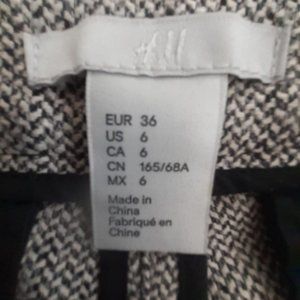 H&M
EUR 36
US 6
CA 6
CN 165/68A
MX 6
Made in
China
Fabriqué en
Chine